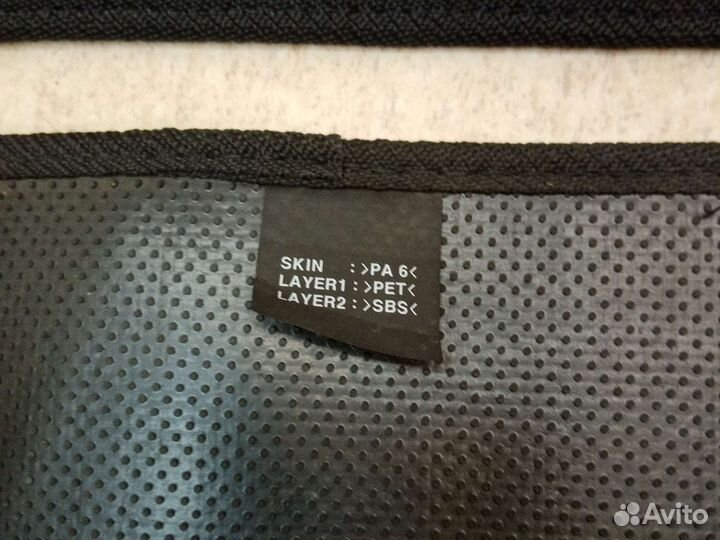 SKIN : >PA 6<
LAYER1 : >PET<
LAYER2 : >SBS<
Avito